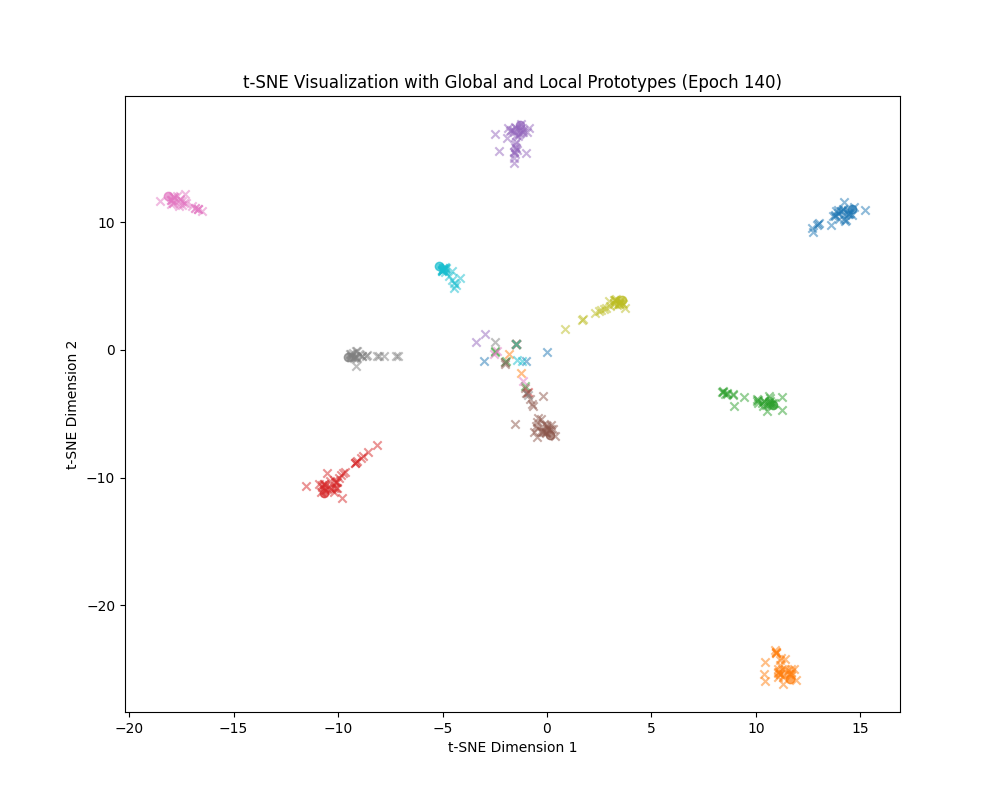 t-SNE Visualization with Global and Local Prototypes (Epoch 140)
10
0
−10
−20
t-SNE Dimension 2
−20 −15 −10 −5 0 5 10 15
t-SNE Dimension 1